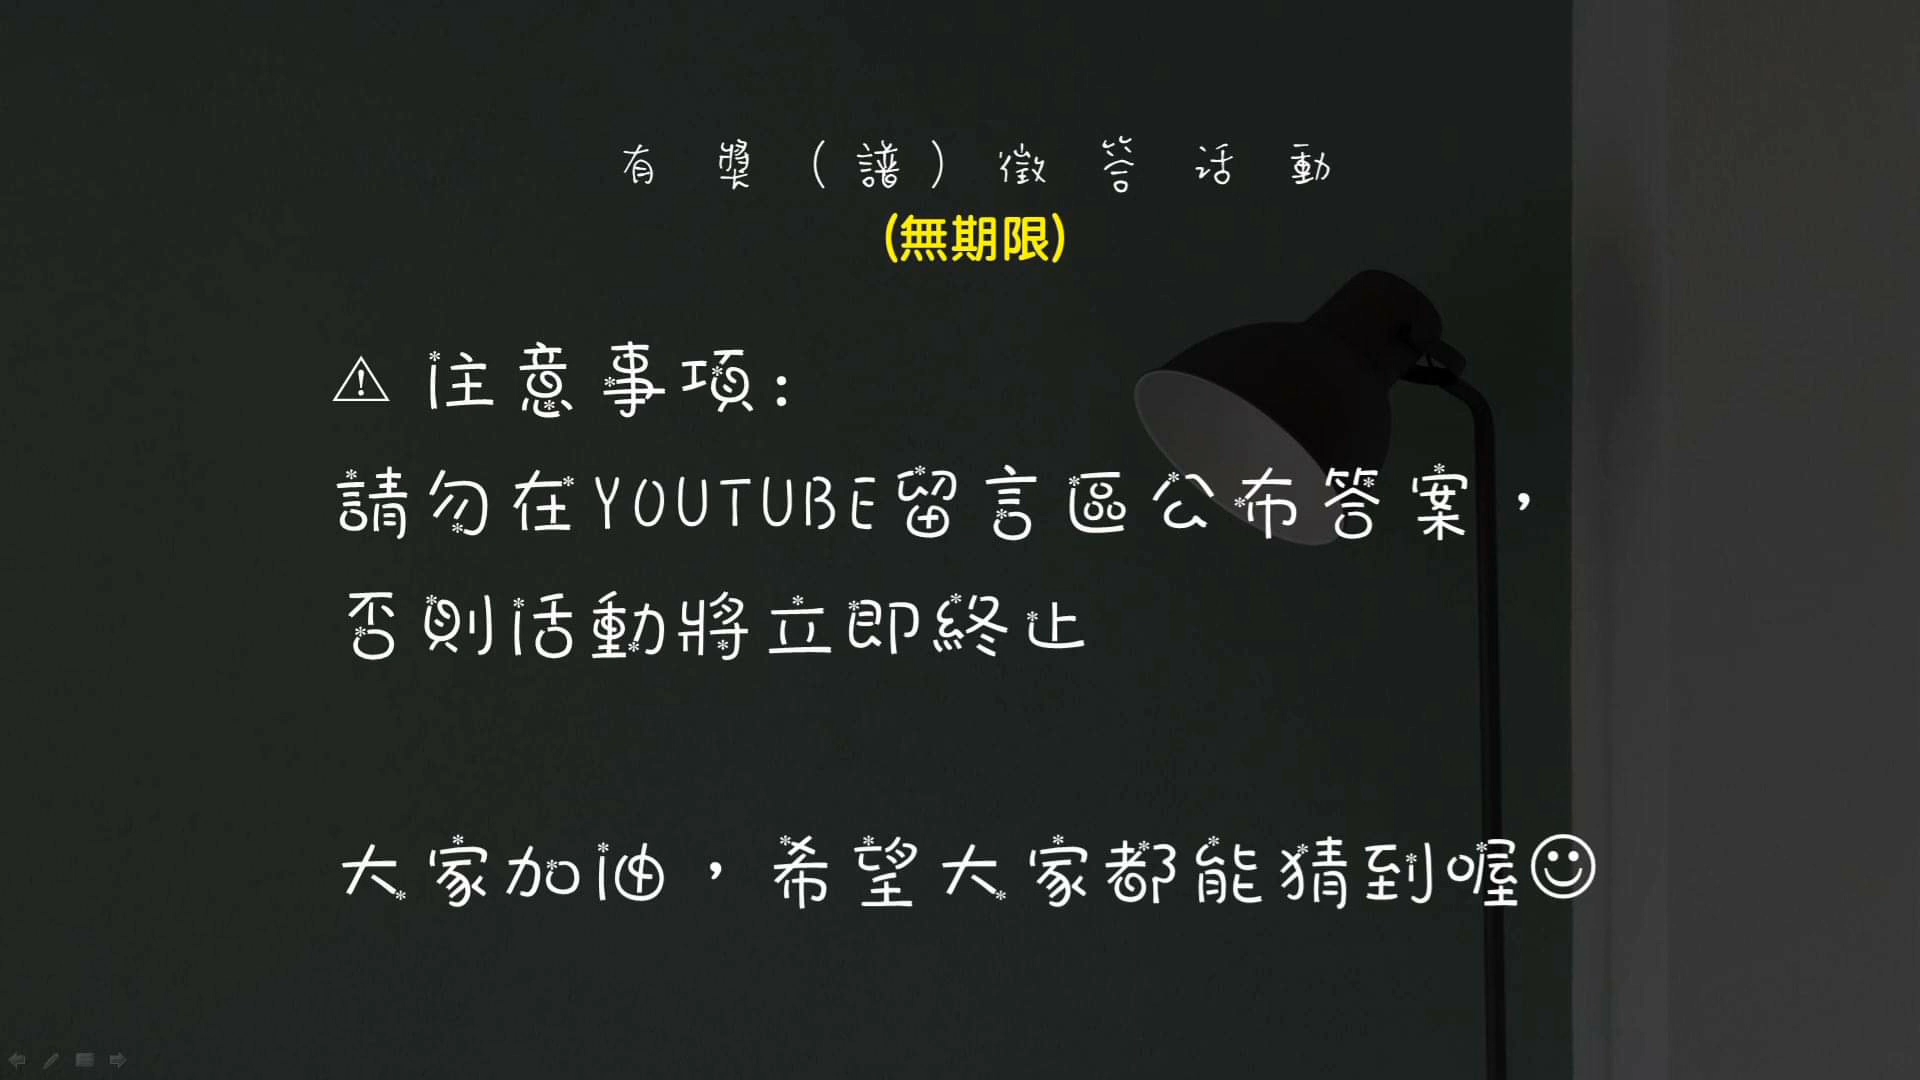 有獎(譜)徵答活動
(無期限)
⚠注意事項:
請勿在YOUTUBE留言區公布答案，
否則活動將立即終止
大家加油，希望大家都能猜到喔☺